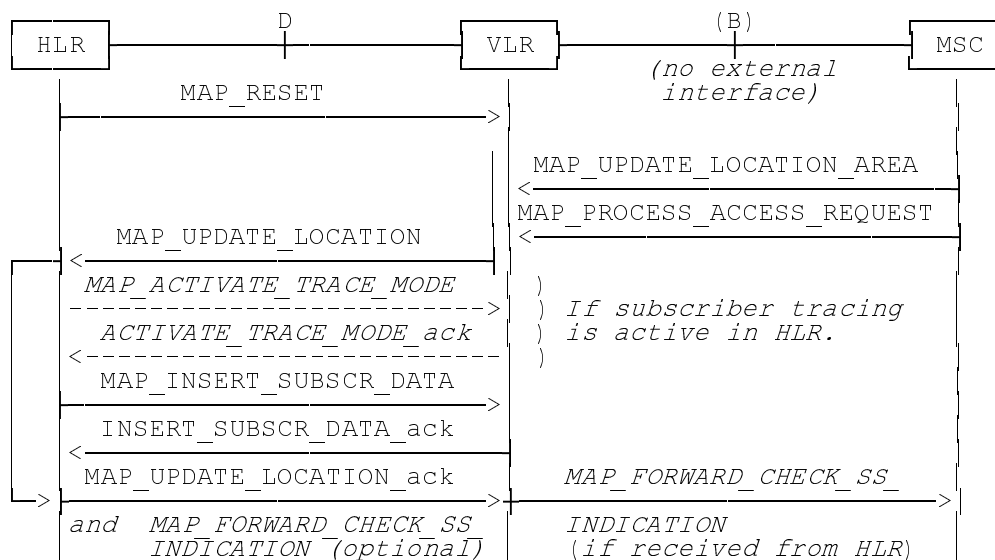 D (B)
HLR VLR MSC
(no external
interface)
MAP_RESET
MAP_UPDATE_LOCATION_AREA
MAP_PROCESS_ACCESS_REQUEST
MAP_UPDATE_LOCATION
MAP_ACTIVATE_TRACE_MODE )
) If subscriber tracing
ACTIVATE_TRACE_MODE_ack ) is active in HLR.
)
MAP_INSERT_SUBSCR_DATA
INSERT_SUBSCR_DATA_ack
MAP_UPDATE_LOCATION_ack MAP_FORWARD_CHECK_SS_
and MAP_FORWARD_CHECK_SS_ INDICATION
INDICATION (optional) (if received from HLR)